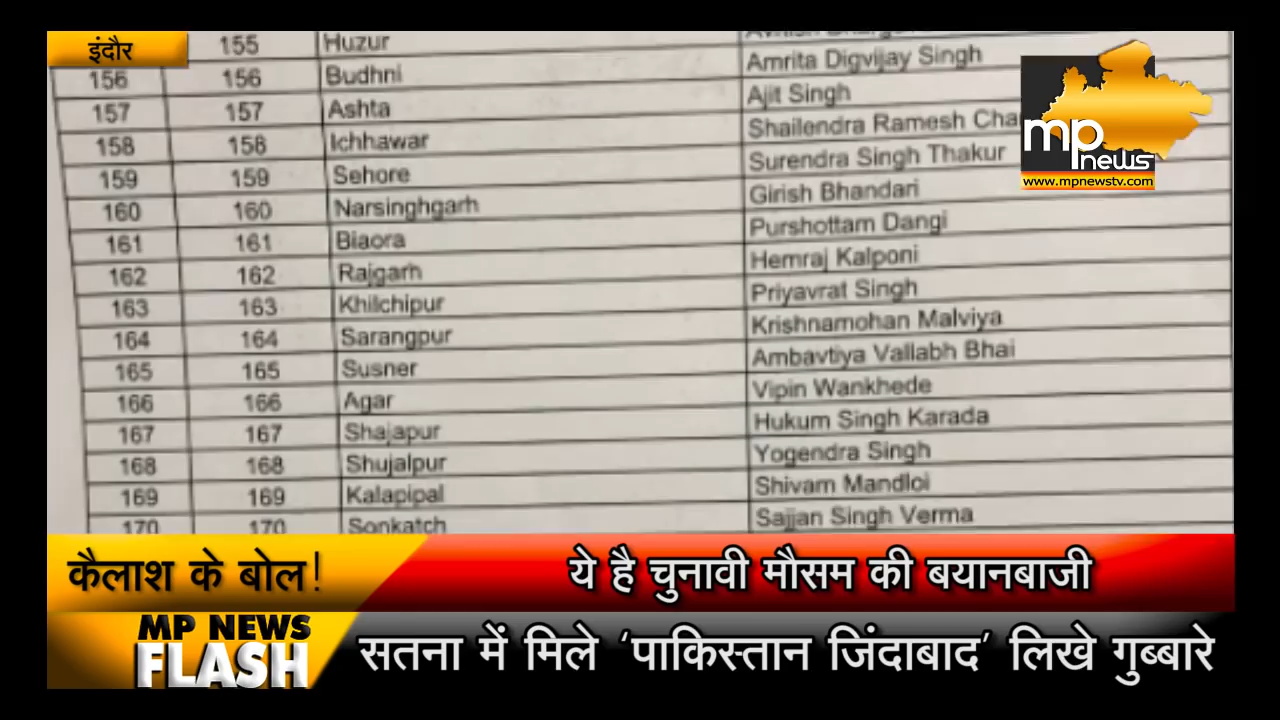 इंदौर
155 Huzur
156 156 Budhni Amrita Digvijay Singh
157 157 Ashta Ajit Singh
158 158 Ichhawar Shailendra Ramesh
159 159 Sehore Surendra Singh Thakur
160 160 Narsinghgarh Girish Bhandari
161 161 Biaora Purshottam Dangi
162 162 Rajgarh Hemraj Kalponi
163 163 Khilchipur Priyavrat Singh
164 164 Sarangpur Krishnamohan Malviya
165 165 Susner Ambavtiya Vallabh Bhai
166 166 Agar Vipin Wankhede
167 167 Shajapur Hukum Singh Karada
168 168 Shujalpur Yogendra Singh
169 169 Kalapipal Shivam Mandloi
170 170 Sonkatch Sajjan Singh Verma
mp news
www.mpnewstv.com
कैलाश के बोल!
ये है चुनावी मौसम की बयानबाजी
MP NEWS
FLASH
सतना में मिले ‘पाकिस्तान जिंदाबाद’ लिखे गुब्बारे